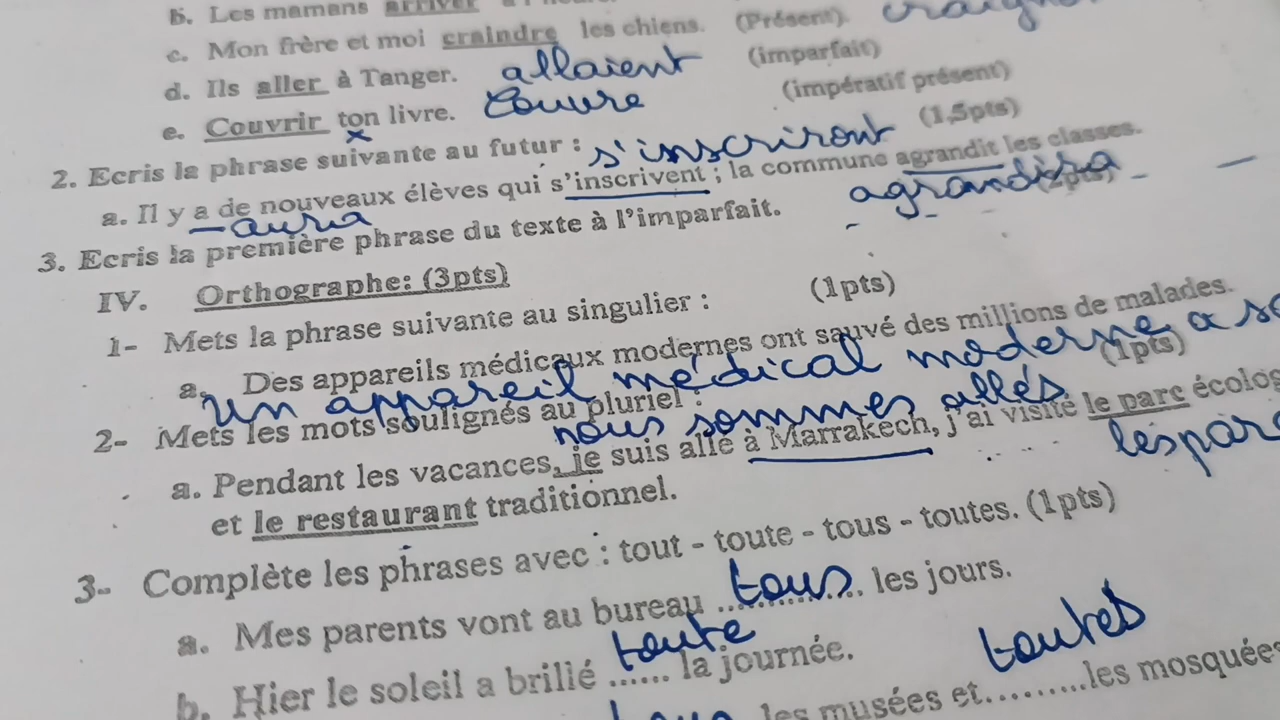 b. Les mamans arriver à l'heure
craign
c. Mon frère et moi craindre les chiens. (Présent).
d. Ils aller à Tanger. allaient (imparfait)
e. Couvrir ton livre. Couvre (impératif présent)
x
2. Ecris la phrase suivante au futur : s'inscriront (1,5pts)
a. Il y a de nouveaux élèves qui s'inscrivent ; la commune agrandit les classes.
aura agrandira
3. Ecris la première phrase du texte à l'imparfait. (2pts)
IV. Orthographe: (3pts)
1- Mets la phrase suivante au singulier : (1pts)
a. Des appareils médicaux modernes ont sauvé des millions de malades.
Un appareil médical moderne a
2- Mets les mots soulignés au pluriel : (1pts)
nous sommes allés
a. Pendant les vacances, je suis allé à Marrakech, j'ai visité le parc écolog
les parc
et le restaurant traditionnel.
3- Complète les phrases avec : tout - toute - tous - toutes. (1pts)
a. Mes parents vont au bureau tous les jours.
b. Hier le soleil a brillé toute la journée.
tous les musées et toutes les mosquées